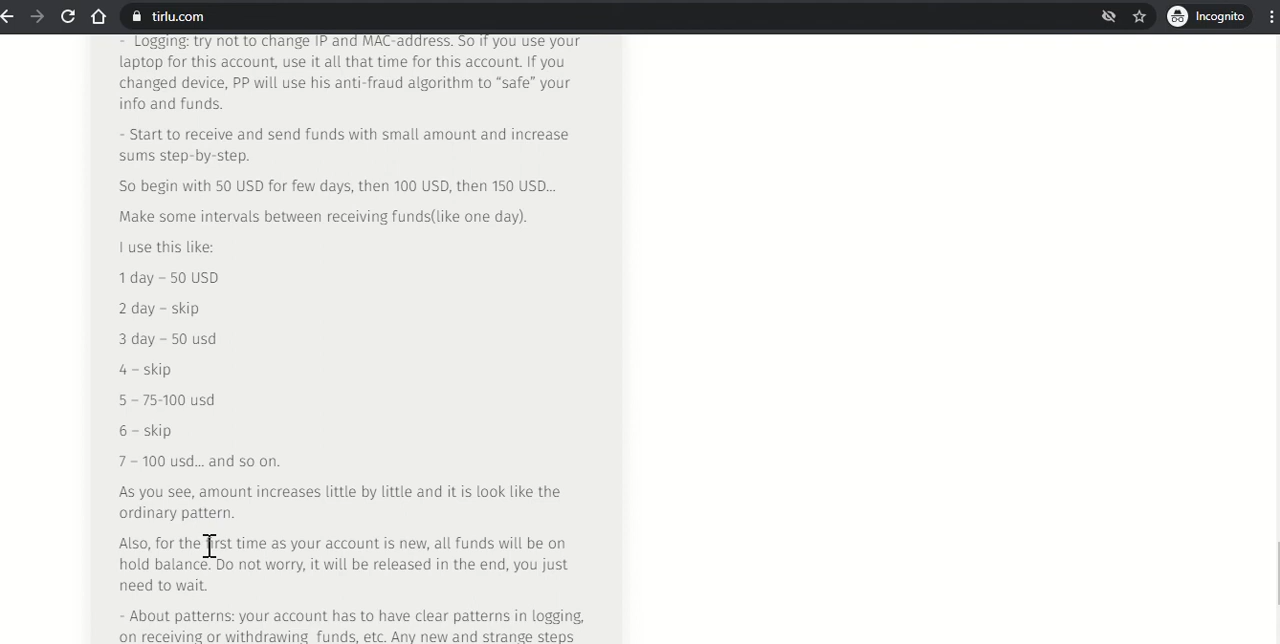 tirlu.com
Incognito
- Logging: try not to change IP and MAC-address. So if you use your
laptop for this account, use it all that time for this account. If you
changed device, PP will use his anti-fraud algorithm to “safe” your
info and funds.
- Start to receive and send funds with small amount and increase
sums step-by-step.
So begin with 50 USD for few days, then 100 USD, then 150 USD...
Make some intervals between receiving funds(like one day).
I use this like:
1 day – 50 USD
2 day – skip
3 day – 50 usd
4 – skip
5 – 75-100 usd
6 – skip
7 – 100 usd... and so on.
As you see, amount increases little by little and it is look like the
ordinary pattern.
Also, for the first time as your account is new, all funds will be on
hold balance. Do not worry, it will be released in the end, you just
need to wait.
- About patterns: your account has to have clear patterns in logging,
on receiving or withdrawing funds, etc. Any new and strange steps